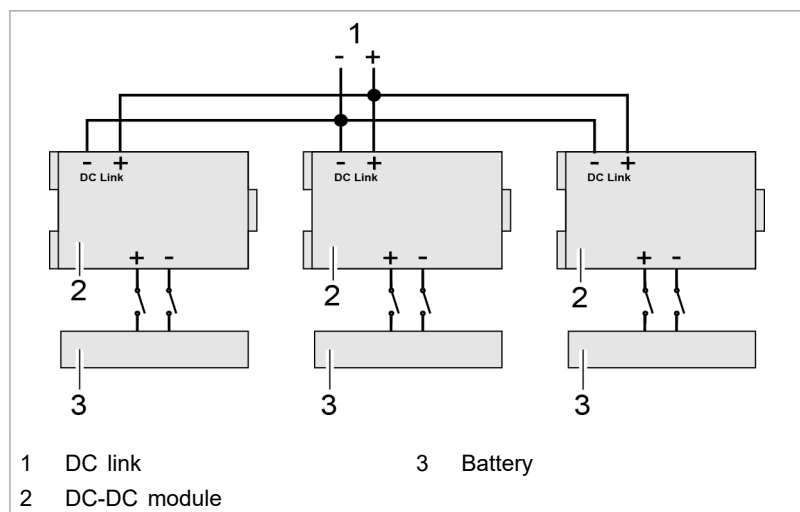 1
- +
- + - + - +
DC Link DC Link DC Link
+ - + - + -
2 2 2
3 3 3
1 DC link 3 Battery
2 DC-DC module